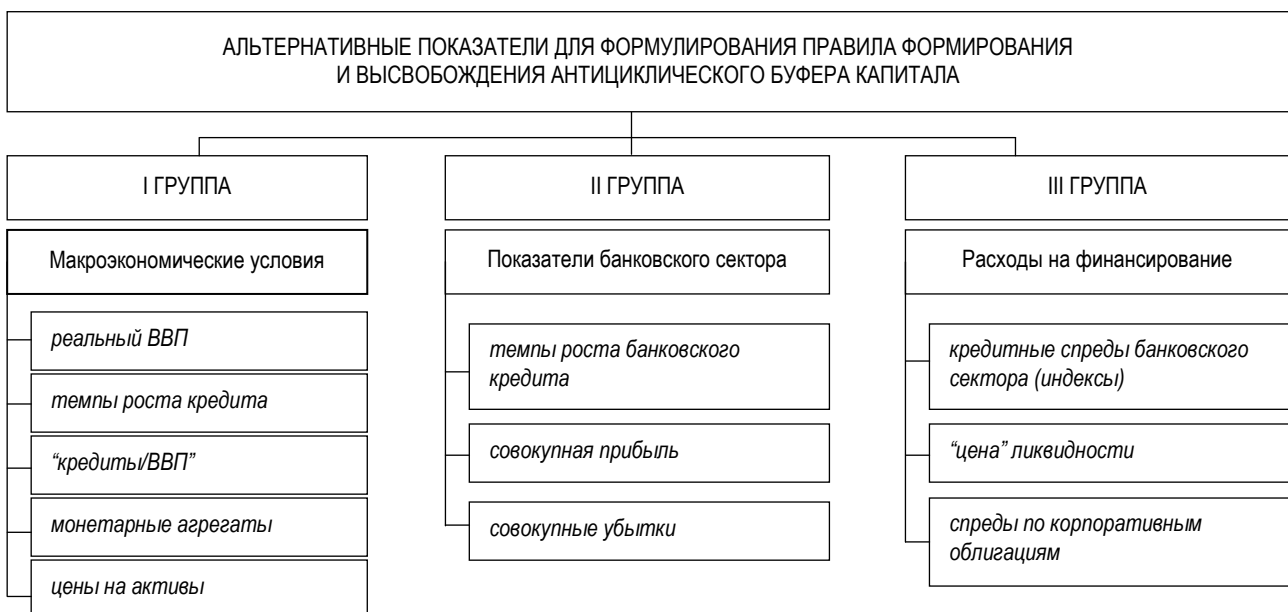 АЛЬТЕРНАТИВНЫЕ ПОКАЗАТЕЛИ ДЛЯ ФОРМУЛИРОВАНИЯ ПРАВИЛА ФОРМИРОВАНИЯ
И ВЫСВОБОЖДЕНИЯ АНТИЦИКЛИЧЕСКОГО БУФЕРА КАПИТАЛА
I ГРУППА
Макроэкономические условия
реальный ВВП
темпы роста кредита
“кредиты/ВВП”
монетарные агрегаты
цены на активы
II ГРУППА
Показатели банковского сектора
темпы роста банковского
кредита
совокупная прибыль
совокупные убытки
III ГРУППА
Расходы на финансирование
кредитные спреды банковского
сектора (индексы)
“цена” ликвидности
спреды по корпоративным
облигациям